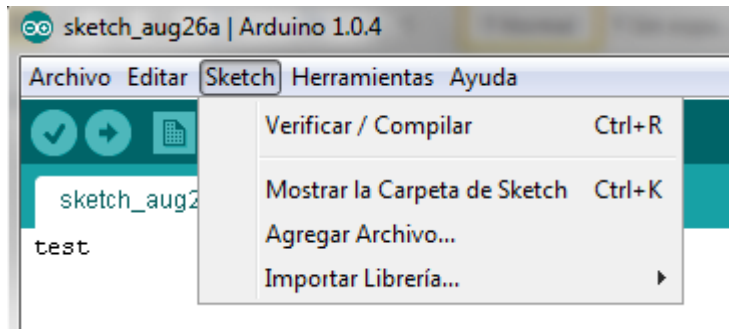 sketch_aug26a | Arduino 1.0.4
Archivo Editar Sketch Herramientas Ayuda
Verificar / Compilar Ctrl+R
Mostrar la Carpeta de Sketch Ctrl+K
sketch_aug2
Agregar Archivo...
test
Importar Librería...